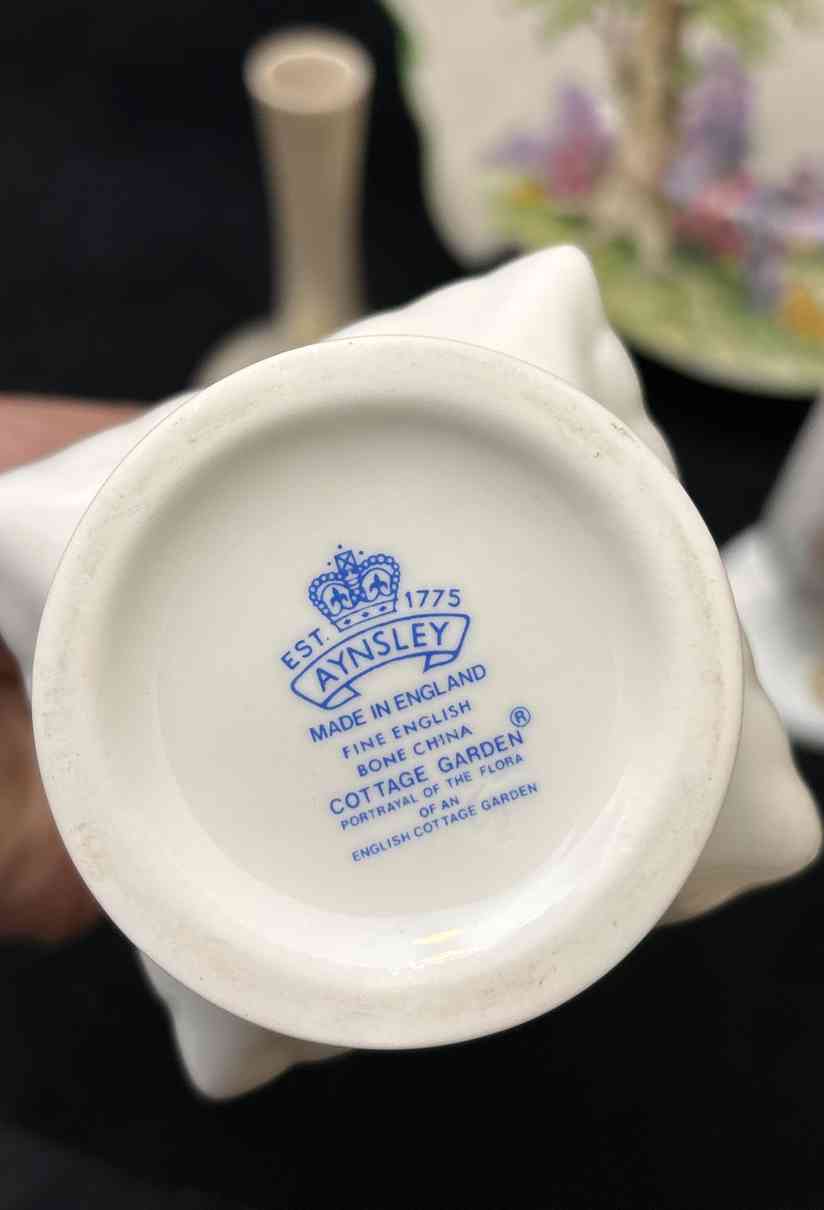 EST. 1775
AYNSLEY
MADE IN ENGLAND
FINE ENGLISH
BONE CHINA
COTTAGE GARDEN ®
PORTRAYAL OF THE FLORA
OF AN
ENGLISH COTTAGE GARDEN